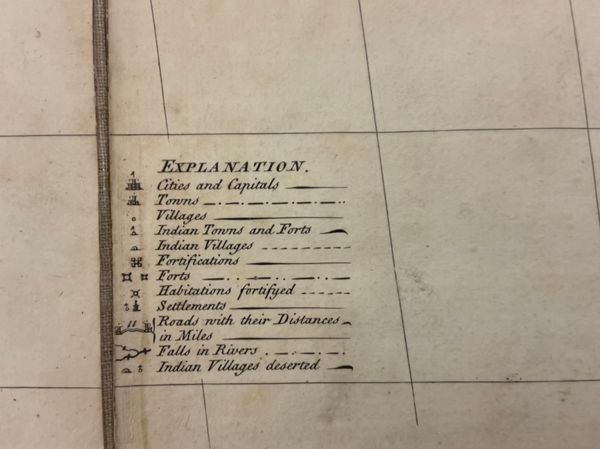 EXPLANATION.
Cities and Capitals
Towns
Villages
Indian Towns and Forts
Indian Villages
Fortifications
Forts
Habitations fortifyed
Settlements
11 Roads with their Distances
in Miles
Falls in Rivers
Indian Villages deserted